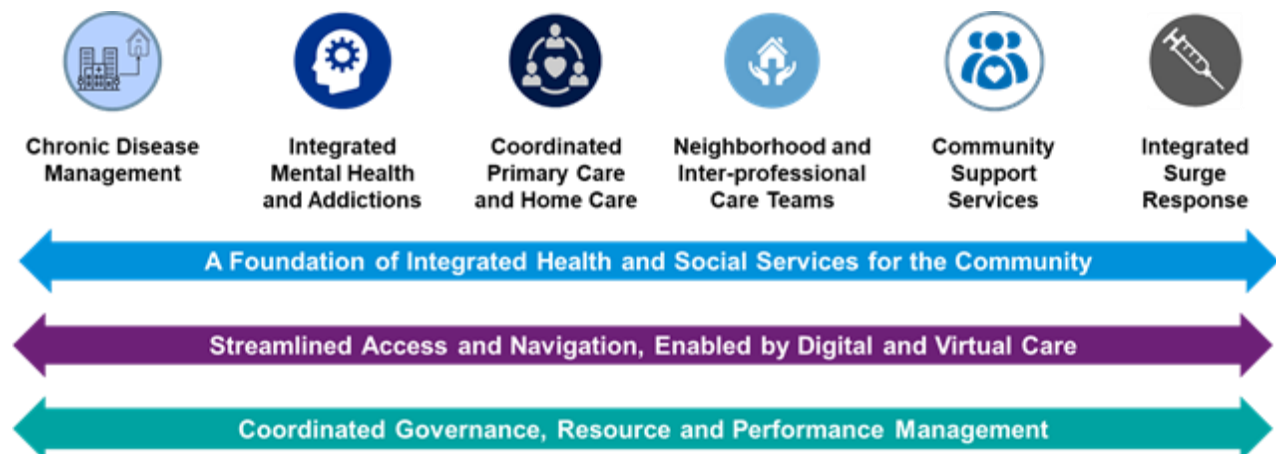 Chronic Disease
Management
Integrated
Mental Health
and Addictions
Coordinated
Primary Care
and Home Care
Neighborhood and
Inter-professional
Care Teams
Community
Support
Services
Integrated
Surge
Response
A Foundation of Integrated Health and Social Services for the Community
Streamlined Access and Navigation, Enabled by Digital and Virtual Care
Coordinated Governance, Resource and Performance Management